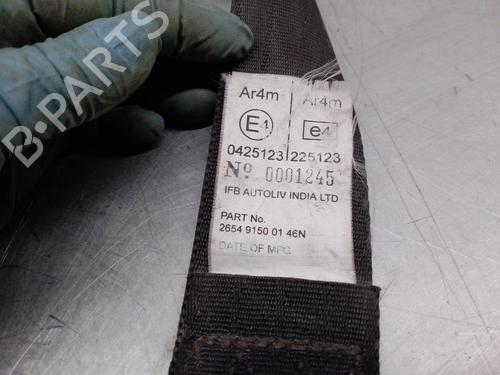 Ar4m Ar4m
E1 e4
0425123 225123
Nº 0001245
IFB AUTOLIV INDIA LTD
PART No.
2654 9150 01 46N
DATE OF MFG
B-PARTS